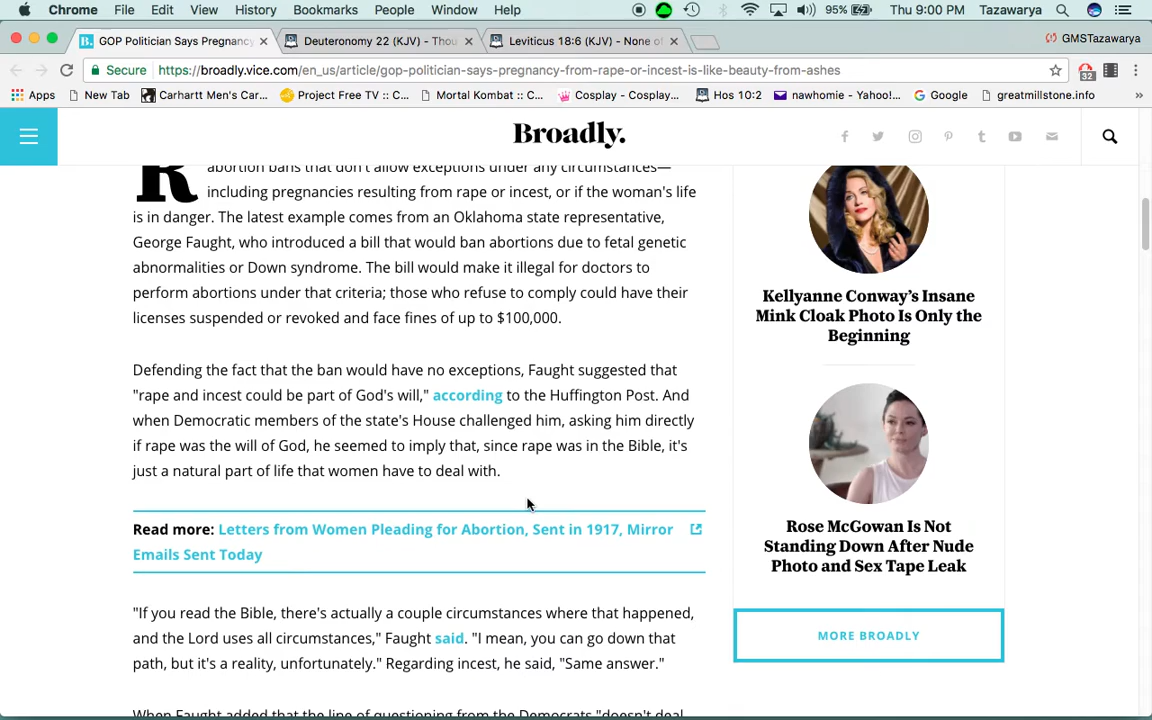 Chrome File Edit View History Bookmarks People Window Help 95% Thu 9:00 PM Tazawarya
GOP Politician Says Pregnancy Deuteronomy 22 (KJV) - Thou Leviticus 18:6 (KJV) - None of GMSTazawarya
Secure https://broadly.vice.com/en_us/article/gop-politician-says-pregnancy-from-rape-or-incest-is-like-beauty-from-ashes 32
Apps New Tab Carhartt Men's Car... Project Free TV :: C... Mortal Kombat :: C... Cosplay - Cosplay... Hos 10:2 nawhomie - Yahoo!... Google greatmillstone.info »
Broadly.
R abortion bans that don't allow exceptions under any circumstances—
including pregnancies resulting from rape or incest, or if the woman's life
is in danger. The latest example comes from an Oklahoma state representative,
George Faught, who introduced a bill that would ban abortions due to fetal genetic
abnormalities or Down syndrome. The bill would make it illegal for doctors to
perform abortions under that criteria; those who refuse to comply could have their
licenses suspended or revoked and face fines of up to $100,000.
Defending the fact that the ban would have no exceptions, Faught suggested that
"rape and incest could be part of God's will," according to the Huffington Post. And
when Democratic members of the state's House challenged him, asking him directly
if rape was the will of God, he seemed to imply that, since rape was in the Bible, it's
just a natural part of life that women have to deal with.
Read more: Letters from Women Pleading for Abortion, Sent in 1917, Mirror
Emails Sent Today
"If you read the Bible, there's actually a couple circumstances where that happened,
and the Lord uses all circumstances," Faught said. "I mean, you can go down that
path, but it's a reality, unfortunately." Regarding incest, he said, "Same answer."
When Faught added that the line of questioning from the Democrats "doesn't deal
Kellyanne Conway's Insane
Mink Cloak Photo Is Only the
Beginning
Rose McGowan Is Not
Standing Down After Nude
Photo and Sex Tape Leak
MORE BROADLY